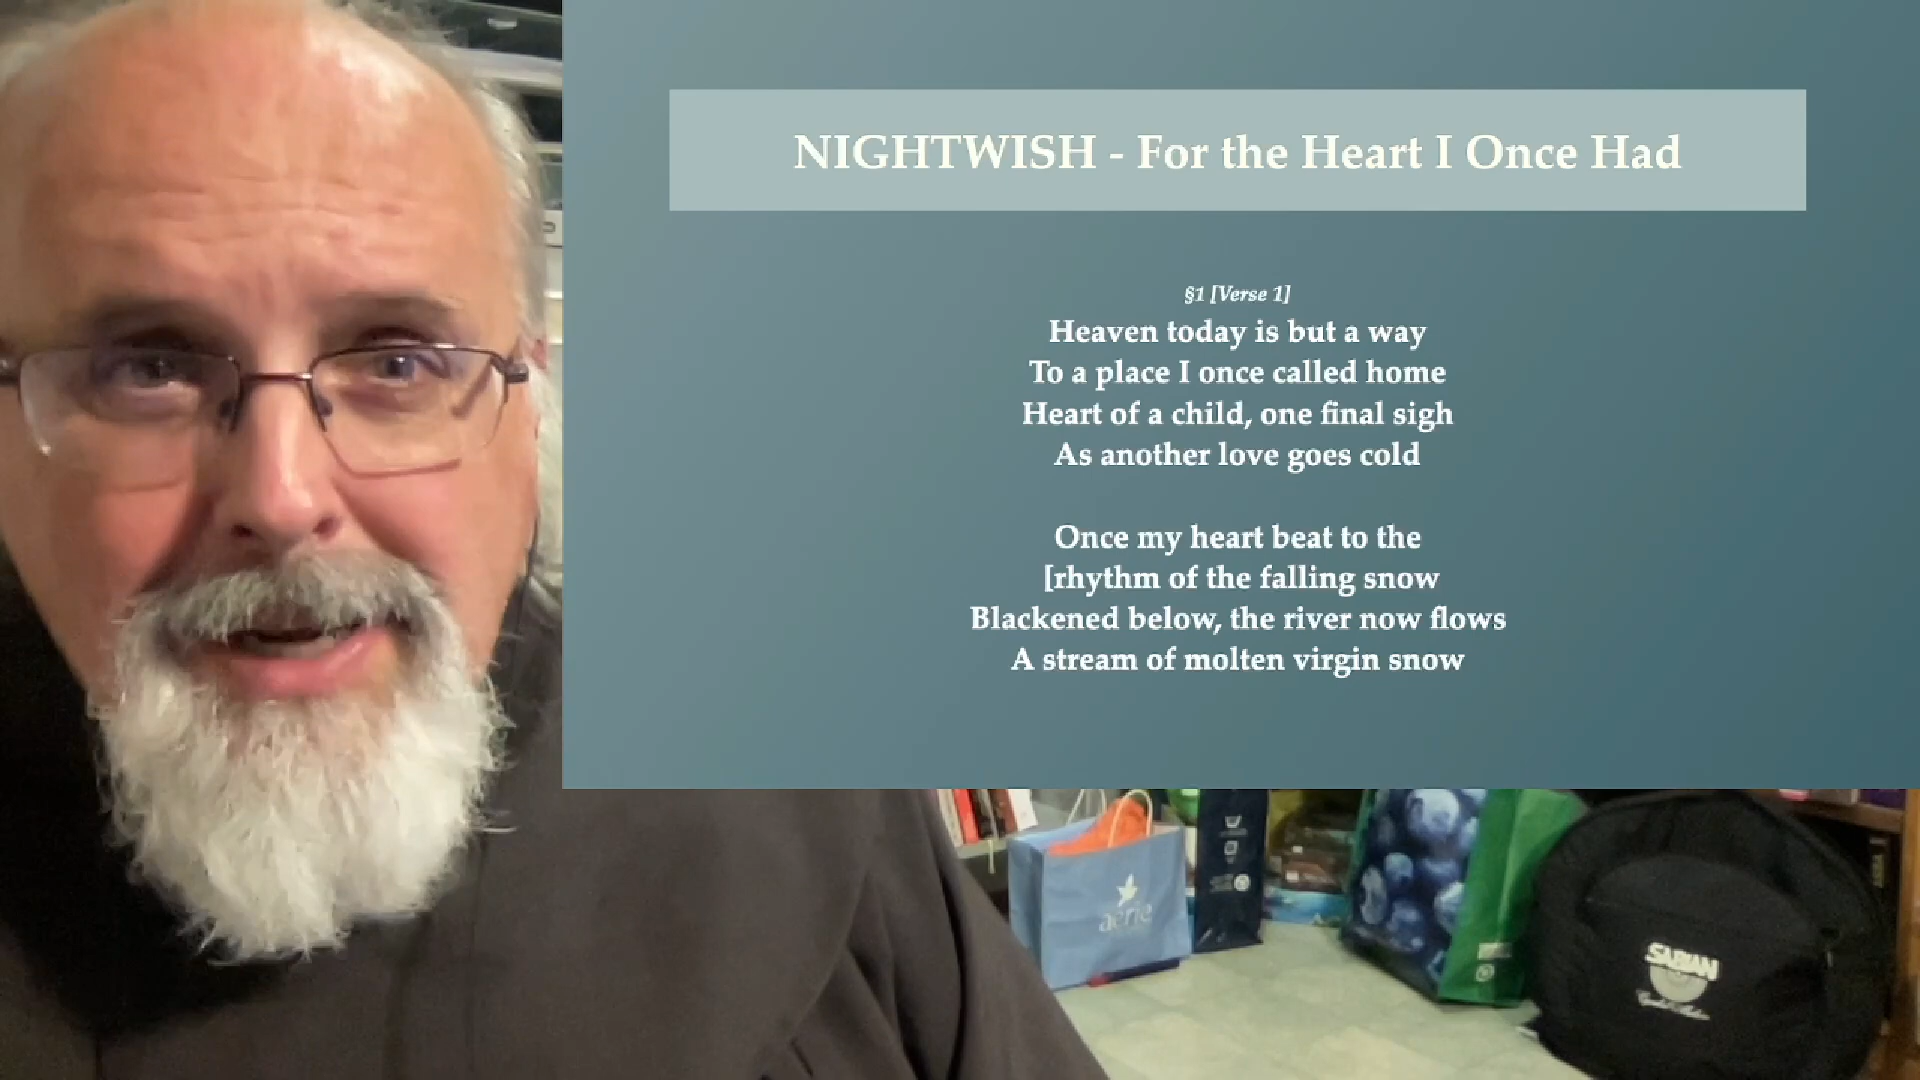 NIGHTWISH - For the Heart I Once Had
§1 [Verse 1]
Heaven today is but a way
To a place I once called home
Heart of a child, one final sigh
As another love goes cold
Once my heart beat to the
[rhythm of the falling snow
Blackened below, the river now flows
A stream of molten virgin snow
aerie
SABIAN